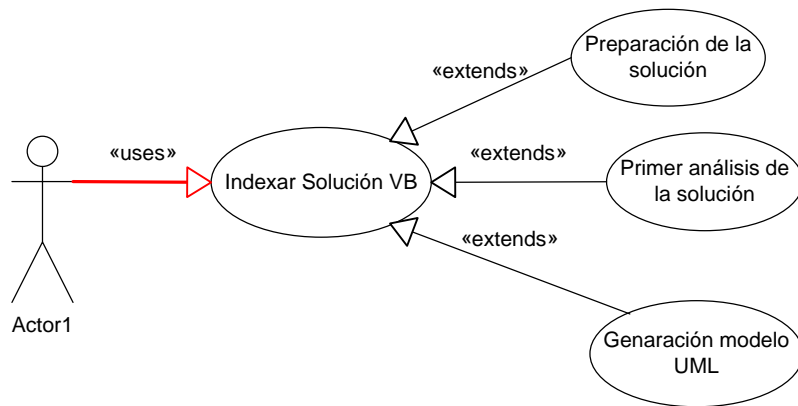 Preparación de la
solución
«extends»
«uses»
Indexar Solución VB
«extends»
Primer análisis de
la solución
«extends»
Actor1
Genaración modelo
UML